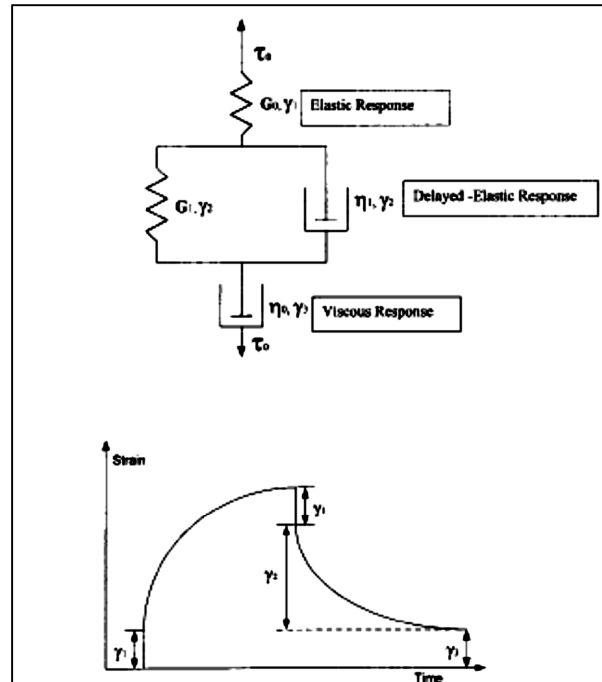 τ₀
G₀, γ₁ Elastic Response
G₁, γ₂
η₁, γ₂ Delayed -Elastic Response
η₀, γ₃ Viscous Response
τ₀
Strain
γ₁
γ₂
γ₁
γ₃
Time